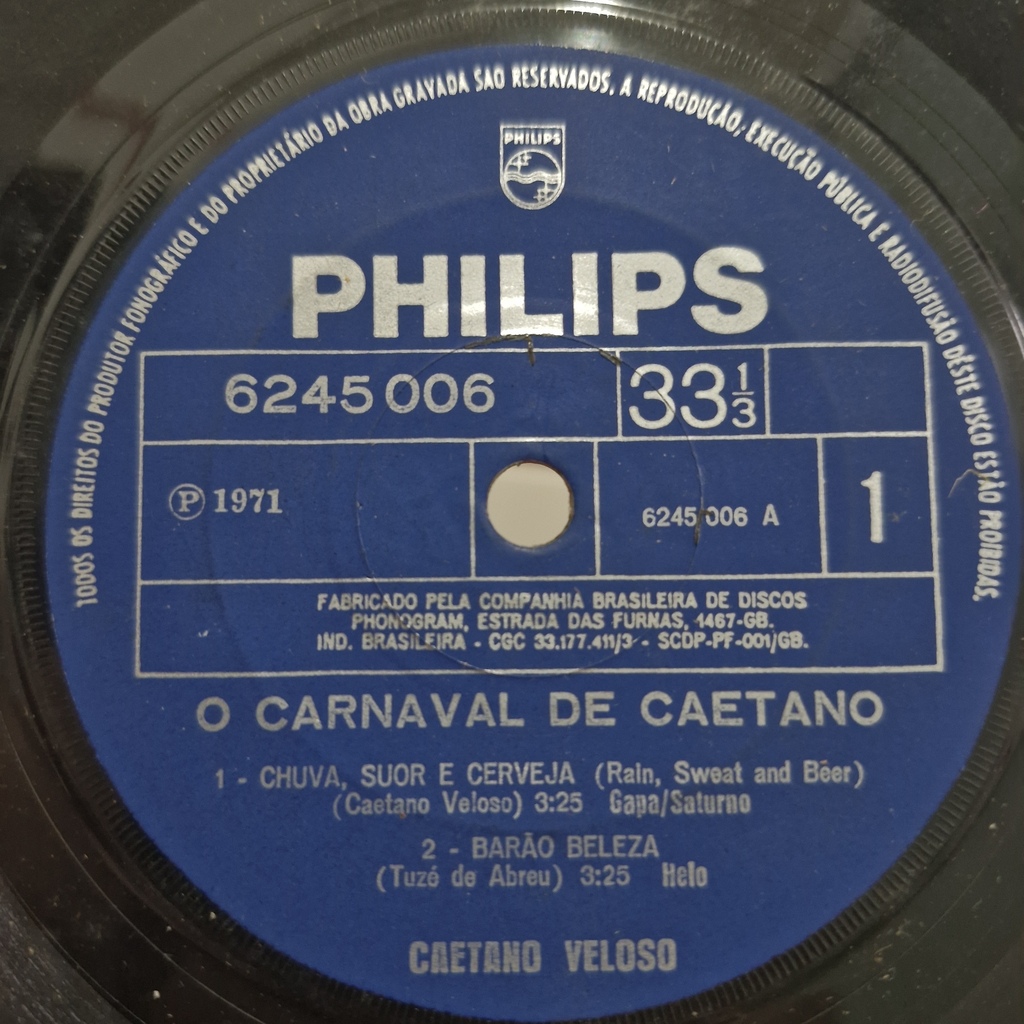 TODOS OS DIREITOS DO PRODUTOR FONOGRÁFICO E DO PROPRIETÁRIO DA OBRA GRAVADA SAO RESERVADOS. A REPRODUÇÃO, EXECUÇÃO PÚBLICA E RADIODIFUSÃO DÊSTE DISCO ESTÃO PROIBIDAS.
PHILIPS
PHILIPS
6245 006 33 1/3
Ⓟ 1971 6245 006 A 1
FABRICADO PELA COMPANHIA BRASILEIRA DE DISCOS
PHONOGRAM, ESTRADA DAS FURNAS, 1467-GB.
IND. BRASILEIRA - CGC 33.177.411/3 - SCDP-PF-001/GB.
O CARNAVAL DE CAETANO
1 - CHUVA, SUOR E CERVEJA (Rain, Sweat and Beer)
(Caetano Veloso) 3:25 Gapa/Saturno
2 - BARÃO BELEZA
(Tuzé de Abreu) 3:25 Helo
CAETANO VELOSO